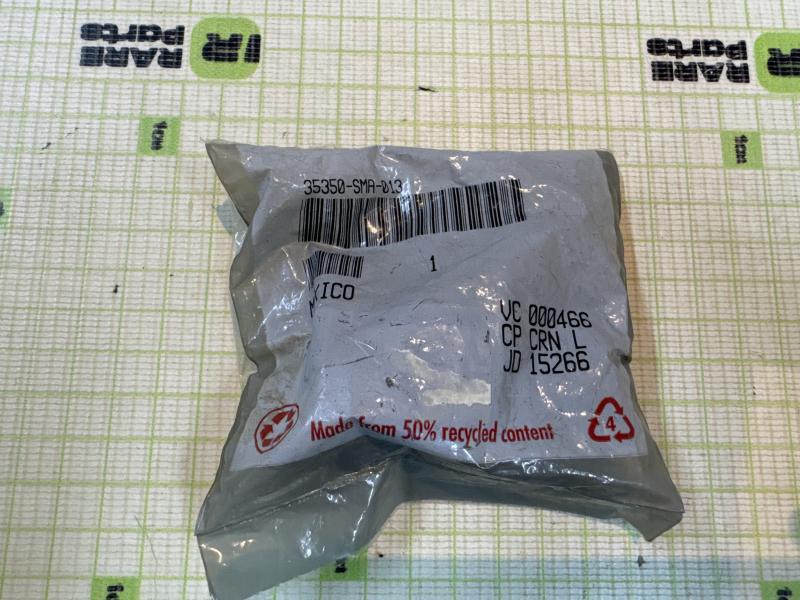 RARE Parts
RARE Parts
35350-SMA-013
1
MEXICO
VC 000466
CP CRN L
JD 15266
Made from 50% recycled content
4